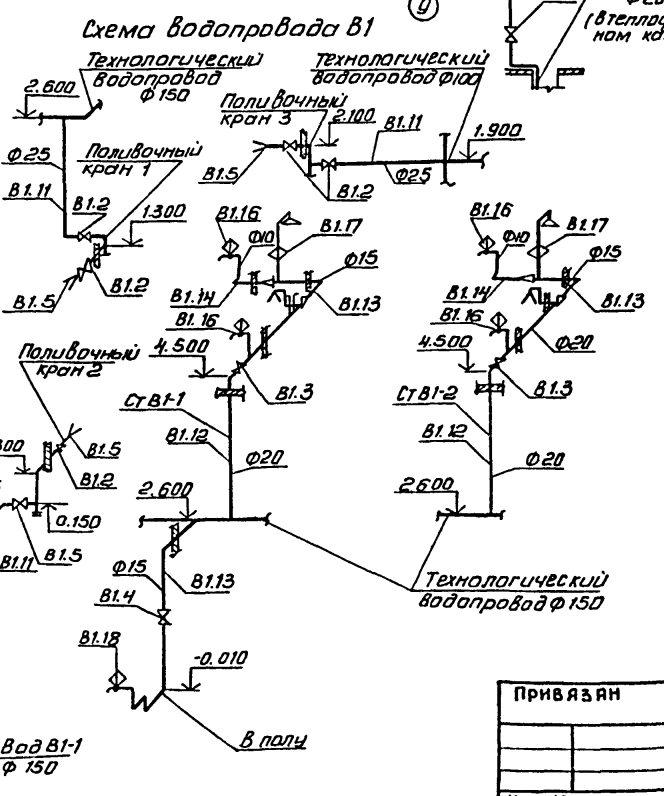 Схема водопровода В1
(в теплоц
ном ка
Технологический
водопровод
Ф150
2.600
Ф25
В1.11
Поливочный
кран 1
В1.2
1.300
В1.5
В1.2
Поливочный
кран 3
2.100
Технологический
водопровод Ф100
В1.11
1.900
В1.5
В1.2
Ф25
В1.16
Ф10
В1.17
Ф15
В1.14
В1.13
В1.16
4.500
В1.3
Ст В1-1
В1.12
Ф20
2.600
В1.16
Ф10
В1.17
Ф15
В1.14
В1.13
В1.16
Ф20
4.500
В1.3
Ст В1-2
В1.12
Ф20
2.600
Поливочный
кран 2
В1.5
В1.2
0.150
В1.11
В1.5
Ф15
В1.13
В1.4
В1.18
-0.010
В полу
Технологический
водопровод Ф150
Привязан
Вод В1-1
Ф 150